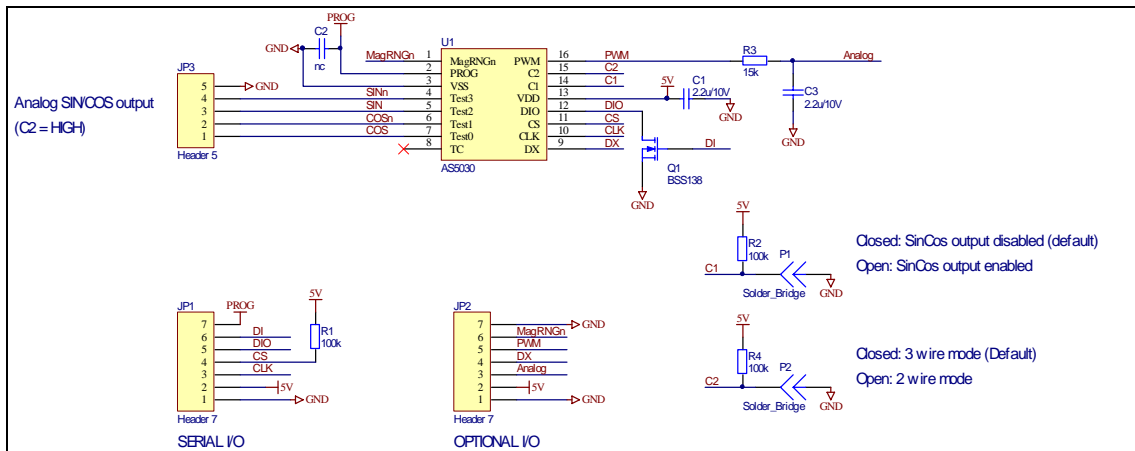 PROG
C2
GND
nc
U1
MagRNGn
1
MagRNGn
PWM
16
PWM
R3
15k
Analog
2
PROG
C2
15
C2
3
VSS
C1
14
C1
5V
C1
2.2u/10V
GND
C3
2.2u/10V
GND
JP3
5
GND
4
SINn
4
Test3
VDD
13
3
SIN
5
Test2
DIO
12
DIO
2
COSn
6
Test1
CS
11
CS
1
COS
7
Test0
CLK
10
CLK
8
TC
DX
9
DX
DI
Header 5
AS5030
Q1
BSS138
GND
Analog SIN/COS output
(C2 = HIGH)
5V
R2
100k
P1
C1
Solder_Bridge
GND
Closed: SinCos output disabled (default)
Open: SinCos output enabled
JP1
PROG
7
6
DI
5
DIO
4
CS
3
CLK
2
5V
1
GND
5V
R1
100k
Header 7
SERIAL I/O
JP2
7
GND
6
MagRNGn
5
PWM
4
DX
3
Analog
2
5V
1
GND
Header 7
OPTIONAL I/O
5V
R4
100k
P2
C2
Solder_Bridge
GND
Closed: 3 wire mode (Default)
Open: 2 wire mode